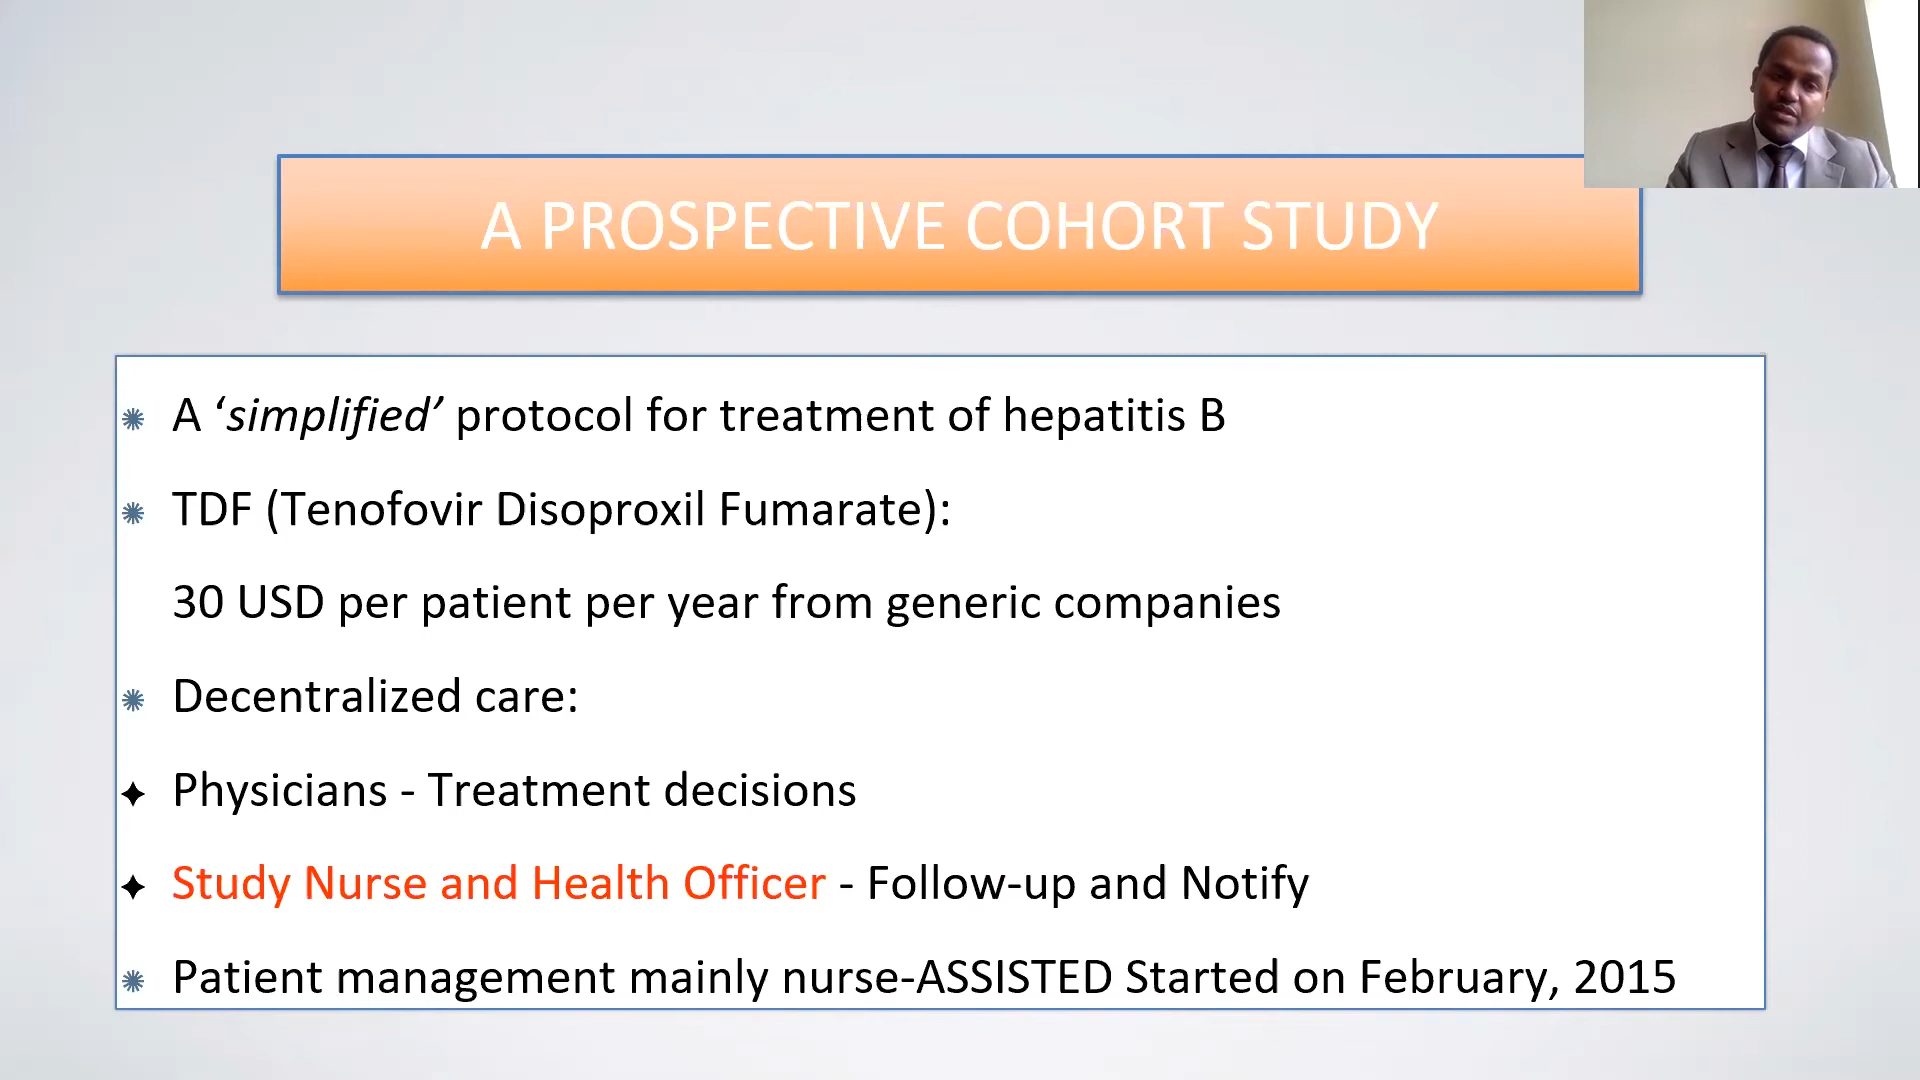 A PROSPECTIVE COHORT STUDY
A ‘simplified’ protocol for treatment of hepatitis B
TDF (Tenofovir Disoproxil Fumarate):
30 USD per patient per year from generic companies
Decentralized care:
Physicians - Treatment decisions
Study Nurse and Health Officer - Follow-up and Notify
Patient management mainly nurse-ASSISTED Started on February, 2015